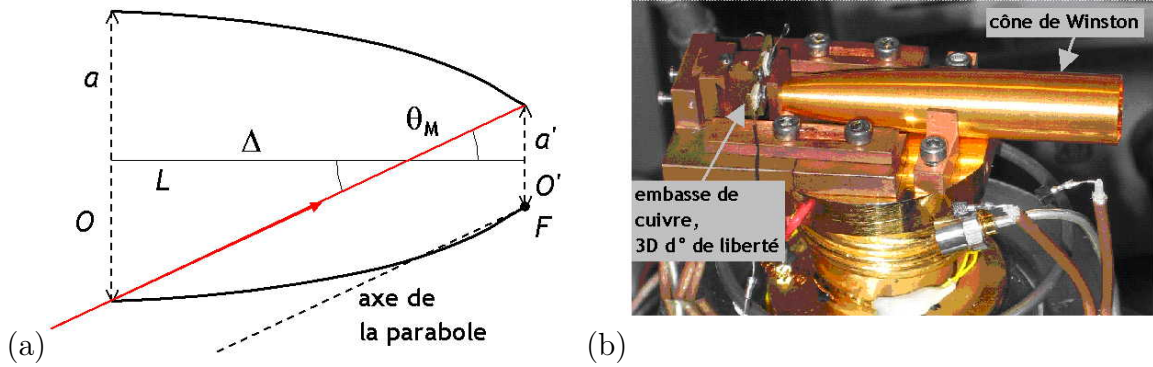 a
O
Δ
L
θM
a'
O'
F
axe de
la parabole
(a)
cône de Winston
embasse de
cuivre,
3D d° de liberté
(b)